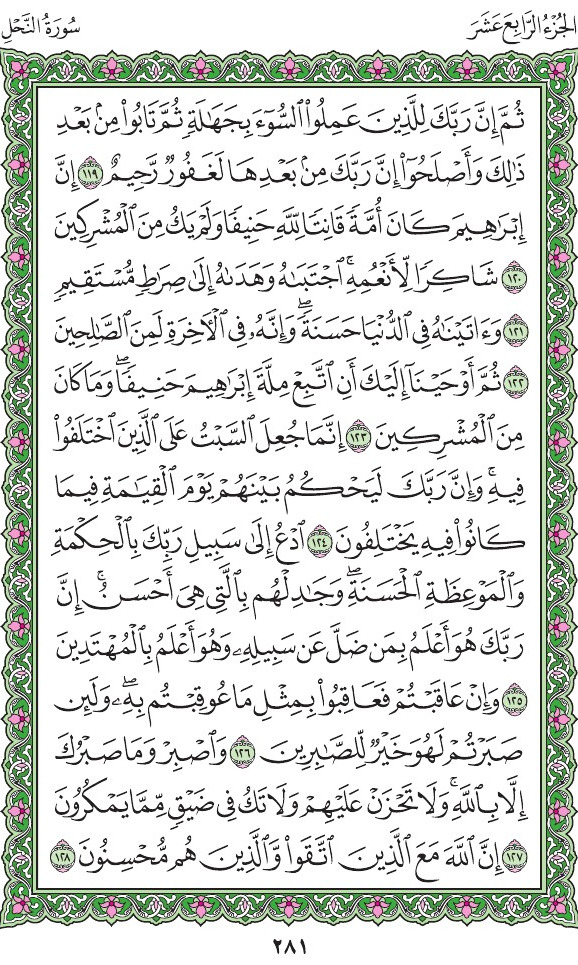 الجزء الرابع عشر
سورة النحل
ثُمَّ إِنَّ رَبَّكَ لِلَّذِينَ عَمِلُوا۟ ٱلسُّوٓءَ بِجَهَٰلَةٍ ثُمَّ تَابُوا۟ مِنۢ بَعْدِ
ذَٰلِكَ وَأَصْلَحُوٓا۟ إِنَّ رَبَّكَ مِنۢ بَعْدِهَا لَغَفُورٌ رَّحِيمٌ ١١٩ إِنَّ
إِبْرَٰهِيمَ كَانَ أُمَّةً قَانِتًا لِّلَّهِ حَنِيفًا وَلَمْ يَكُ مِنَ ٱلْمُشْرِكِينَ
١٢٠ شَاكِرًا لِّأَنْعُمِهِ ۚ ٱجْتَبَىٰهُ وَهَدَىٰهُ إِلَىٰ صِرَٰطٍ مُّسْتَقِيمٍ
١٢١ وَءَاتَيْنَٰهُ فِى ٱلدُّنْيَا حَسَنَةً ۖ وَإِنَّهُۥ فِى ٱلْءَاخِرَةِ لَمِنَ ٱلصَّٰلِحِينَ
١٢٢ ثُمَّ أَوْحَيْنَآ إِلَيْكَ أَنِ ٱتَّبِعْ مِلَّةَ إِبْرَٰهِيمَ حَنِيفًا ۖ وَمَا كَانَ
مِنَ ٱلْمُشْرِكِينَ ١٢٣ إِنَّمَا جُعِلَ ٱلسَّبْتُ عَلَى ٱلَّذِينَ ٱخْتَلَفُوا۟
فِيهِ ۚ وَإِنَّ رَبَّكَ لَيَحْكُمُ بَيْنَهُمْ يَوْمَ ٱلْقِيَٰمَةِ فِيمَا
كَانُوا۟ فِيهِ يَخْتَلِفُونَ ١٢٤ ٱدْعُ إِلَىٰ سَبِيلِ رَبِّكَ بِٱلْحِكْمَةِ
وَٱلْمَوْعِظَةِ ٱلْحَسَنَةِ ۖ وَجَٰدِلْهُم بِٱلَّتِى هِىَ أَحْسَنُ ۚ إِنَّ
رَبَّكَ هُوَ أَعْلَمُ بِمَن ضَلَّ عَن سَبِيلِهِۦ وَهُوَ أَعْلَمُ بِٱلْمُهْتَدِينَ
١٢٥ وَإِنْ عَاقَبْتُمْ فَعَاقِبُوا۟ بِمِثْلِ مَا عُوقِبْتُم بِهِۦ ۖ وَلَئِن
صَبَرْتُمْ لَهُوَ خَيْرٌ لِّلصَّٰبِرِينَ ١٢٦ وَٱصْبِرْ وَمَا صَبْرُكَ
إِلَّا بِٱللَّهِ ۚ وَلَا تَحْزَنْ عَلَيْهِمْ وَلَا تَكُ فِى ضَيْقٍ مِّمَّا يَمْكُرُونَ
١٢٧ إِنَّ ٱللَّهَ مَعَ ٱلَّذِينَ ٱتَّقَوا۟ وَّٱلَّذِينَ هُم مُّحْسِنُونَ ١٢٨
٢٨١